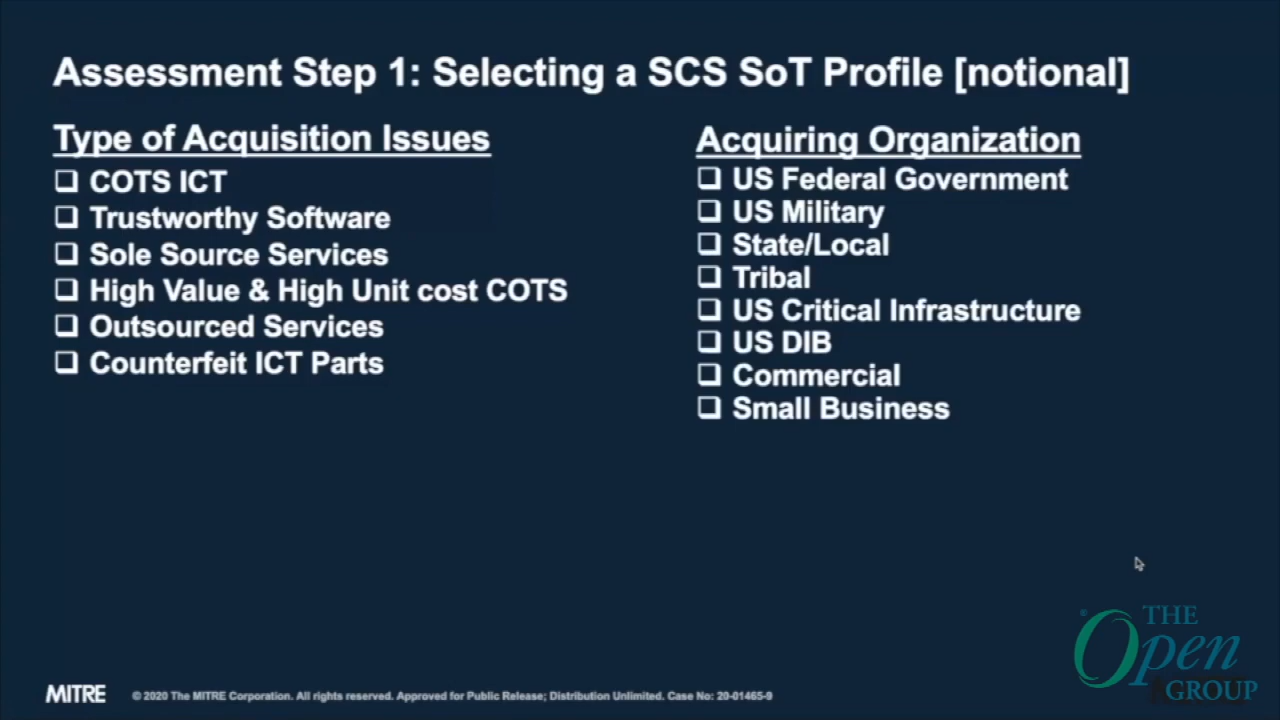 Assessment Step 1: Selecting a SCS SoT Profile [notional]
Type of Acquisition Issues
❑ COTS ICT
❑ Trustworthy Software
❑ Sole Source Services
❑ High Value & High Unit cost COTS
❑ Outsourced Services
❑ Counterfeit ICT Parts
Acquiring Organization
❑ US Federal Government
❑ US Military
❑ State/Local
❑ Tribal
❑ US Critical Infrastructure
❑ US DIB
❑ Commercial
❑ Small Business
MITRE
© 2020 The MITRE Corporation. All rights reserved. Approved for Public Release; Distribution Unlimited. Case No: 20-01465-9
® THE
Open
GROUP